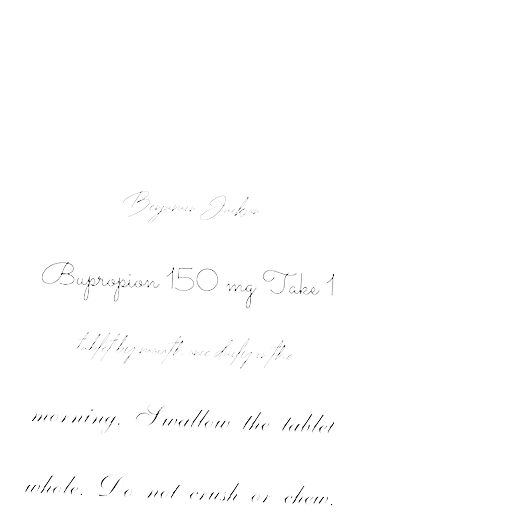 Benjamin Jackson
Bupropion 150 mg Take 1
tablet by mouth once daily in the
morning. Swallow the tablet
whole. Do not crush or chew.